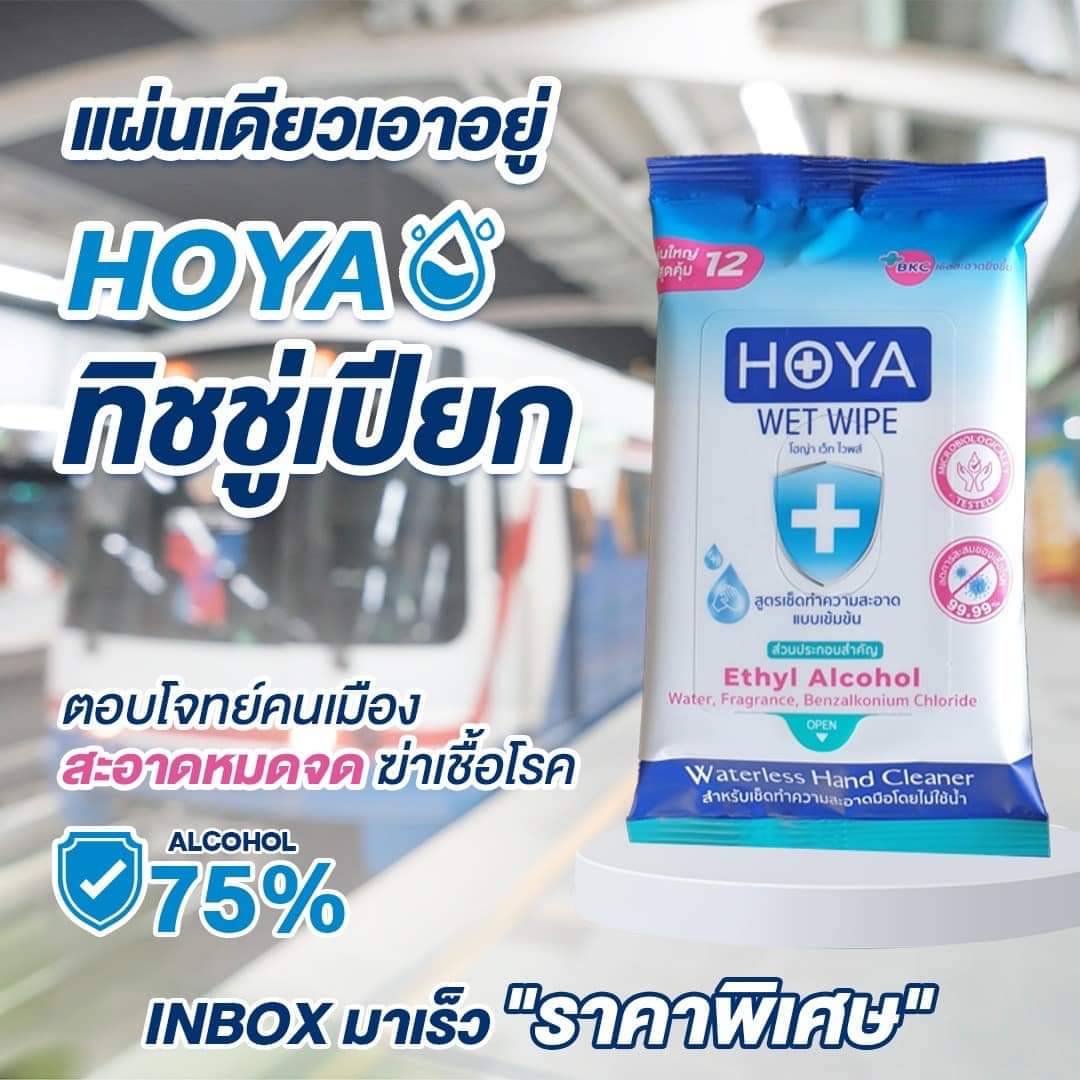 แผ่นเดียวเอาอยู่
HOYA
ทิชชู่เปียก
ตอบโจทย์คนเมือง
สะอาดหมดจด ฆ่าเชื้อโรค
ALCOHOL
75%
INBOX มาเร็ว "ราคาพิเศษ"
12
BKC
HOYA
WET WIPE
โฮย่า เว็ท ไวพส์
MICROBIOLOGICALLY
TESTED
99.99%
สูตรเช็ดทำความสะอาด
แบบเข้มข้น
ส่วนประกอบสำคัญ
Ethyl Alcohol
Water, Fragrance, Benzalkonium Chloride
OPEN
Waterless Hand Cleaner
สำหรับเช็ดทำความสะอาดมือโดยไม่ใช้น้ำ